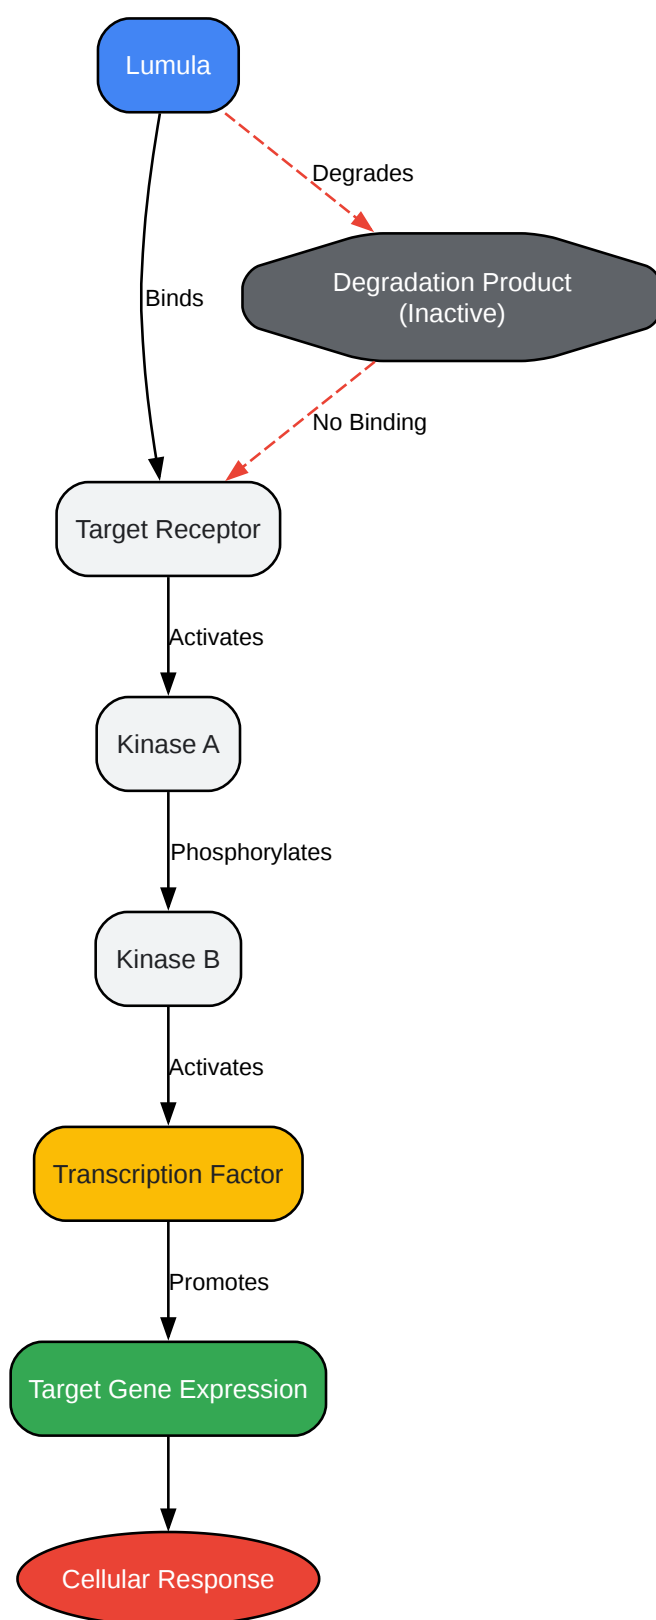 Lumula
Degrades
Degradation Product
(Inactive)
Binds
No Binding
Target Receptor
Activates
Kinase A
Phosphorylates
Kinase B
Activates
Transcription Factor
Promotes
Target Gene Expression
Cellular Response